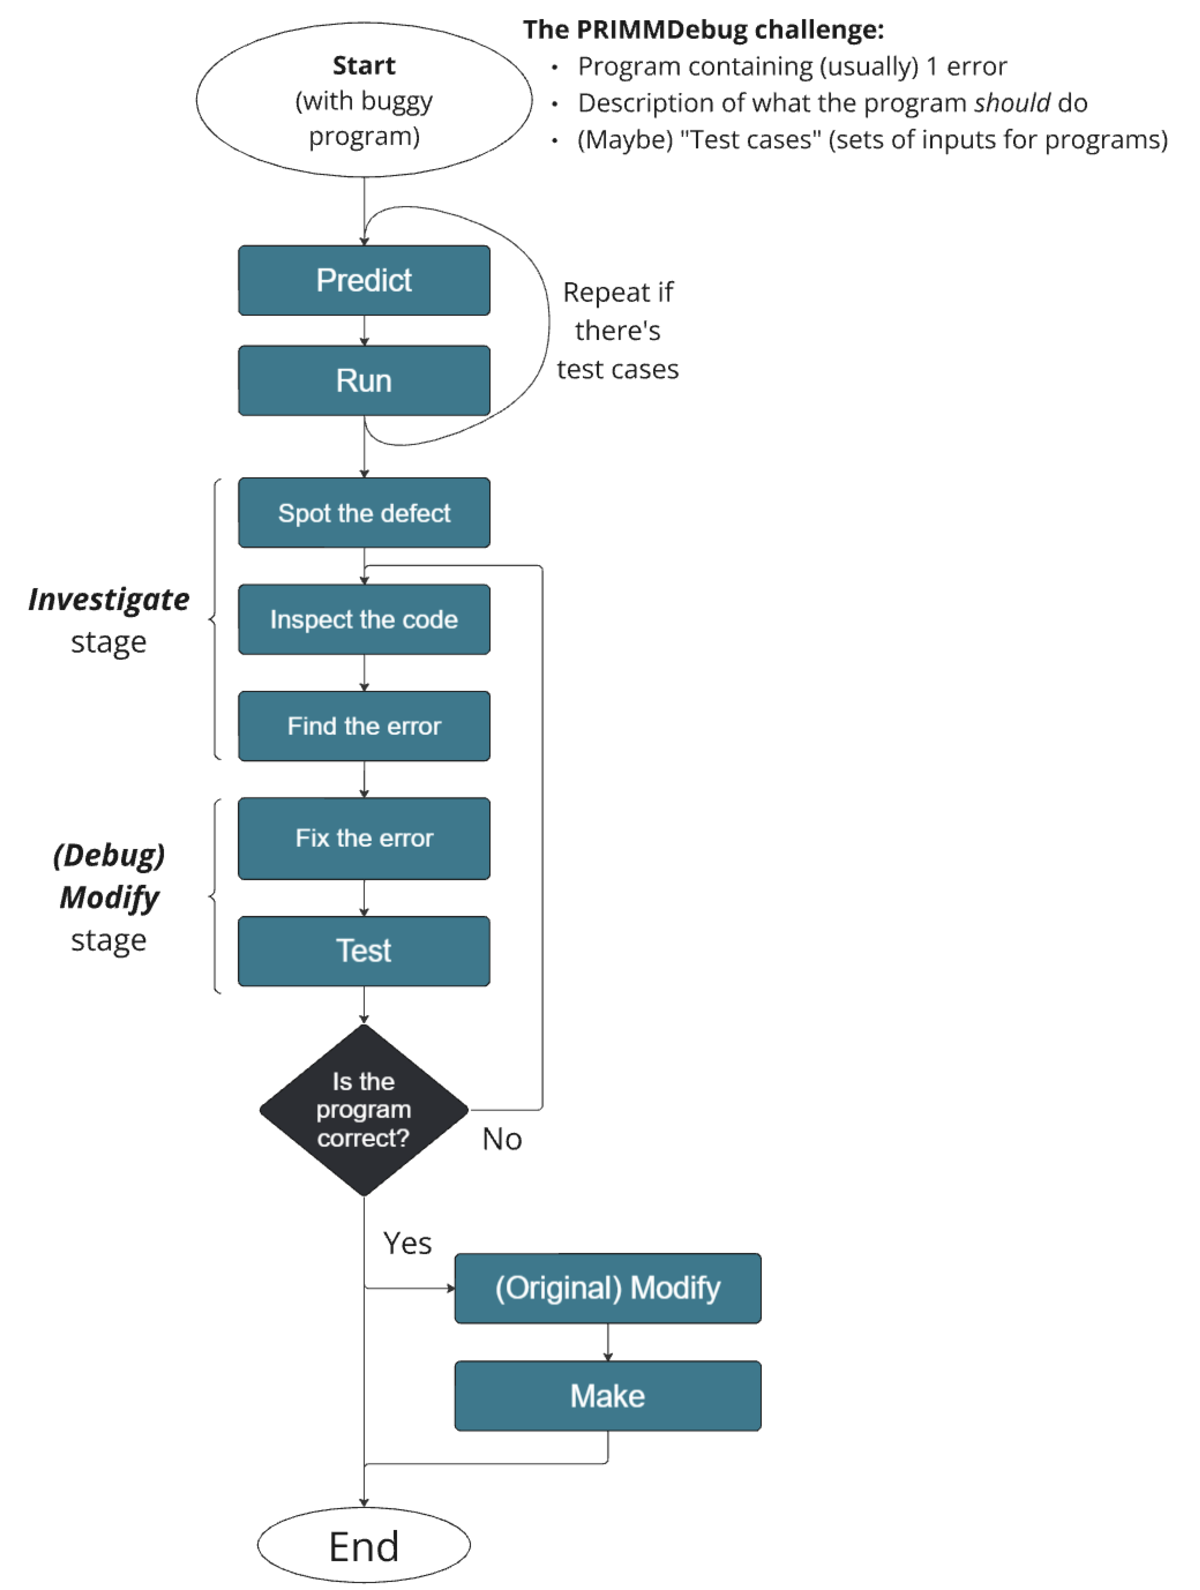 The PRIMMDebug challenge:
• Program containing (usually) 1 error
• Description of what the program should do
• (Maybe) "Test cases" (sets of inputs for programs)
Start
(with buggy
program)
Predict
Run
Repeat if
there's
test cases
Investigate
stage
Spot the defect
Inspect the code
Find the error
(Debug)
Modify
stage
Fix the error
Test
Is the
program
correct?
No
Yes
(Original) Modify
Make
End